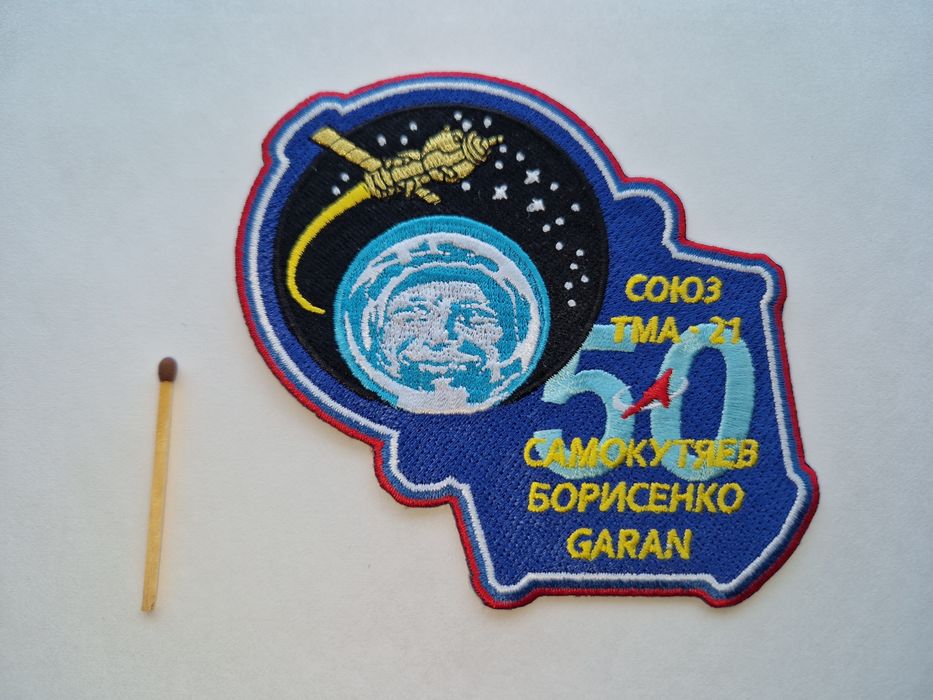 СОЮЗ
ТМА - 21
50
САМОКУТЯЕВ
БОРИСЕНКО
GARAN